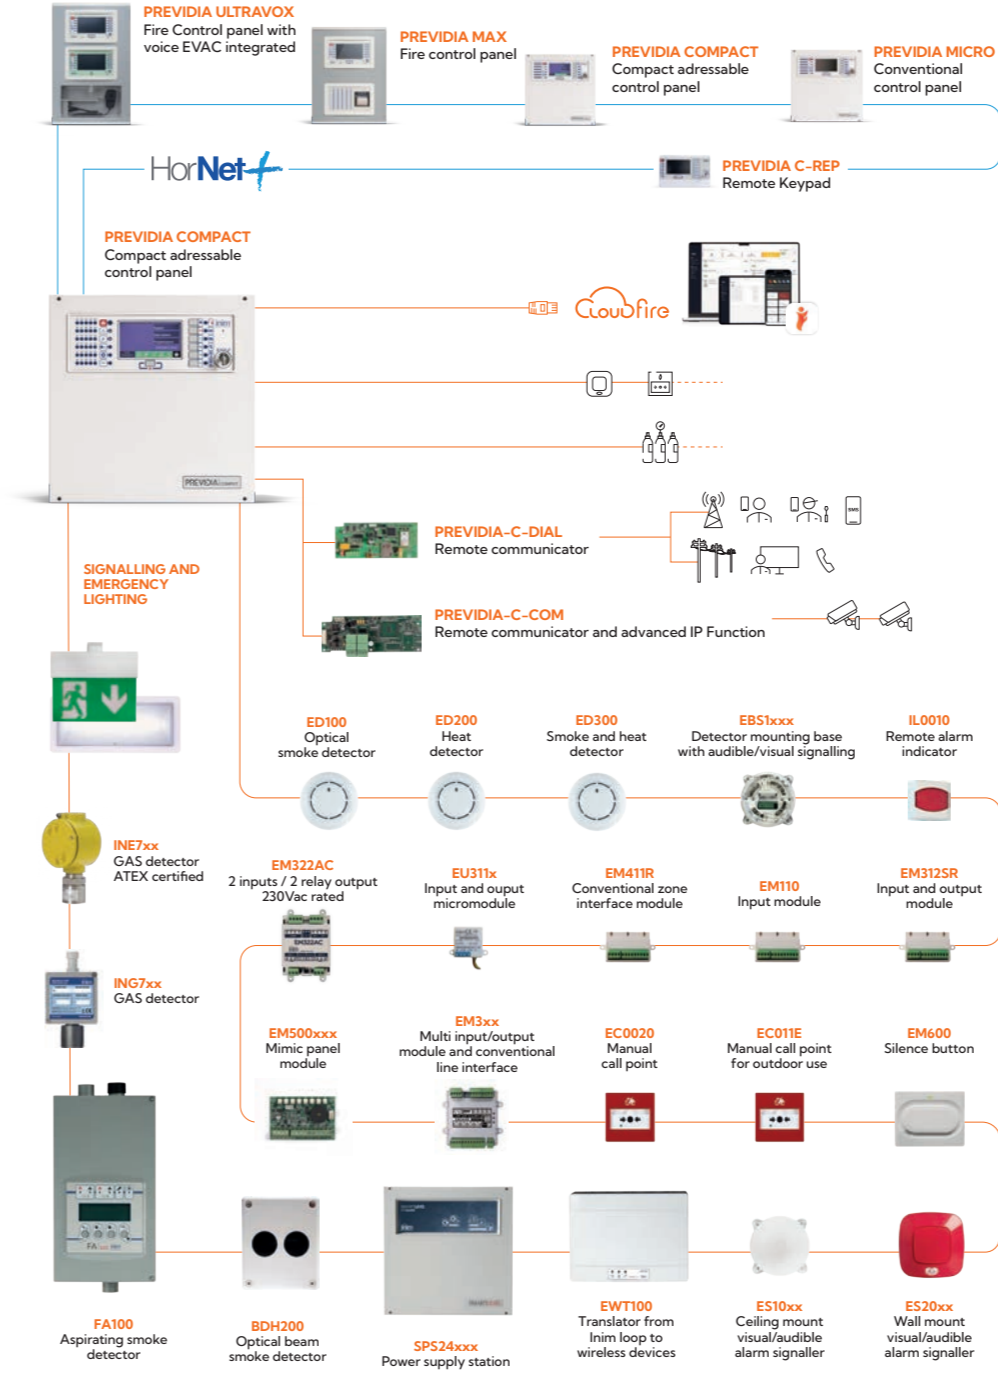 PREVIDIA ULTRAVOX
Fire Control panel with
voice EVAC integrated
PREVIDIA MAX
Fire control panel
PREVIDIA COMPACT
Compact adressable
control panel
PREVIDIA MICRO
Conventional
control panel
HorNet+
PREVIDIA C-REP
Remote Keypad
PREVIDIA COMPACT
Compact adressable
control panel
Cloudfire
inim
PREVIDIA COMPACT
SMS
PREVIDIA-C-DIAL
Remote communicator
SIGNALLING AND
EMERGENCY
LIGHTING
PREVIDIA-C-COM
Remote communicator and advanced IP Function
ED100
Optical
smoke detector
ED200
Heat
detector
ED300
Smoke and heat
detector
EBS1xxx
Detector mounting base
with audible/visual signalling
IL0010
Remote alarm
indicator
INE7xx
GAS detector
ATEX certified
EM322AC
2 inputs / 2 relay output
230Vac rated
EU311x
Input and ouput
micromodule
EM411R
Conventional zone
interface module
EM110
Input module
EM312SR
Input and output
module
EM322AC
ING7xx
GAS detector
EM500xxx
Mimic panel
module
EM3xx
Multi input/output
module and conventional
line interface
EC0020
Manual
call point
EC011E
Manual call point
for outdoor use
EM600
Silence button
FA100
Aspirating smoke
detector
BDH200
Optical beam
smoke detector
SPS24xxx
Power supply station
EWT100
Translator from
Inim loop to
wireless devices
ES10xx
Ceiling mount
visual/audible
alarm signaller
ES20xx
Wall mount
visual/audible
alarm signaller